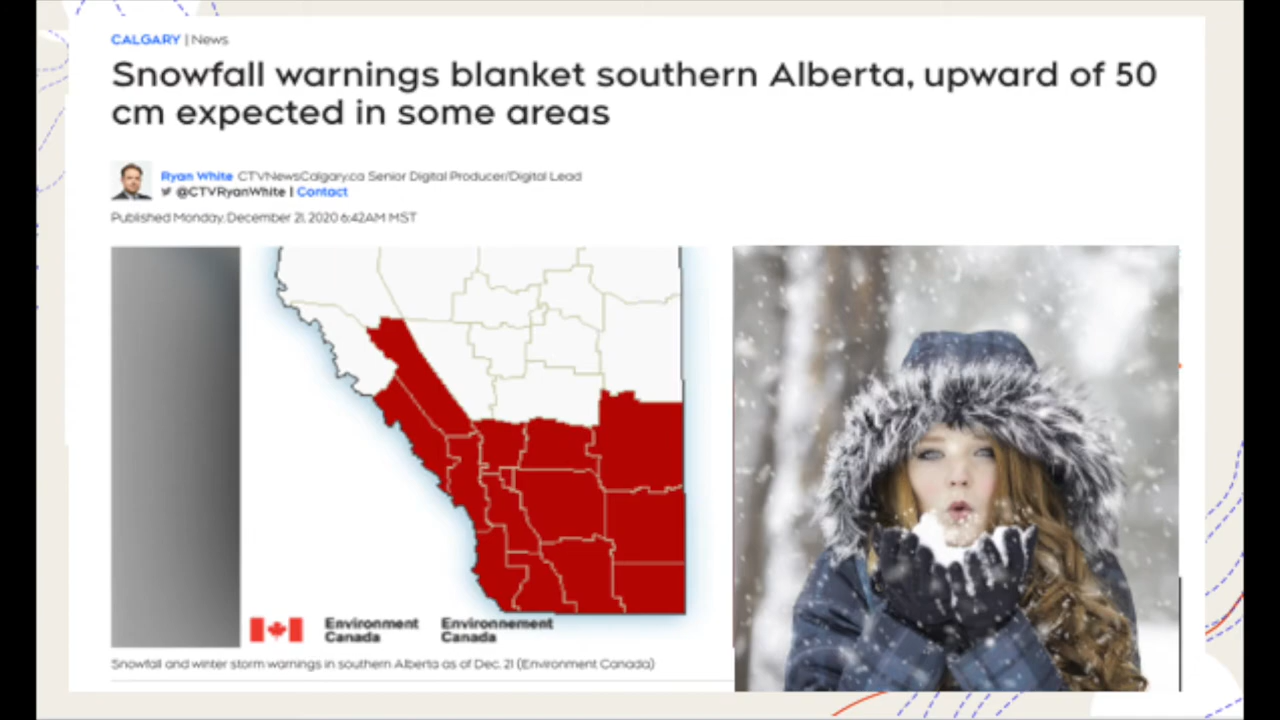 CALGARY | News
Snowfall warnings blanket southern Alberta, upward of 50
cm expected in some areas
Ryan White CTVNewsCalgary.ca Senior Digital Producer/Digital Lead
@CTVRyanWhite | Contact
Published Monday, December 21, 2020 6:42AM MST
Environment Environnement
Canada Canada
Snowfall and winter storm warnings in southern Alberta as of Dec. 21 (Environment Canada)